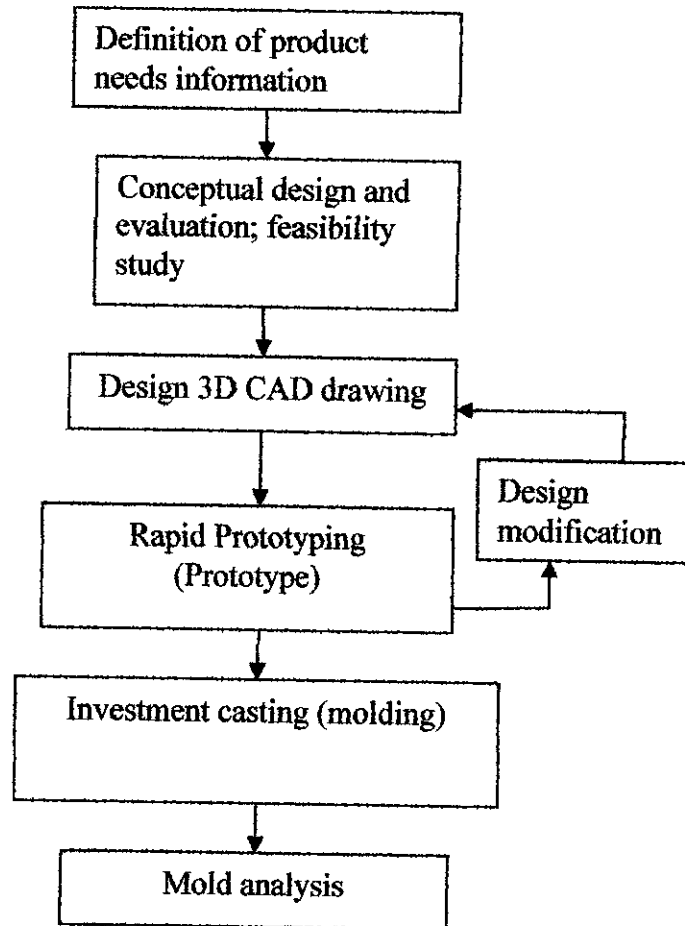 Definition of product
needs information
Conceptual design and
evaluation; feasibility
study
Design 3D CAD drawing
Design
modification
Rapid Prototyping
(Prototype)
Investment casting (molding)
Mold analysis